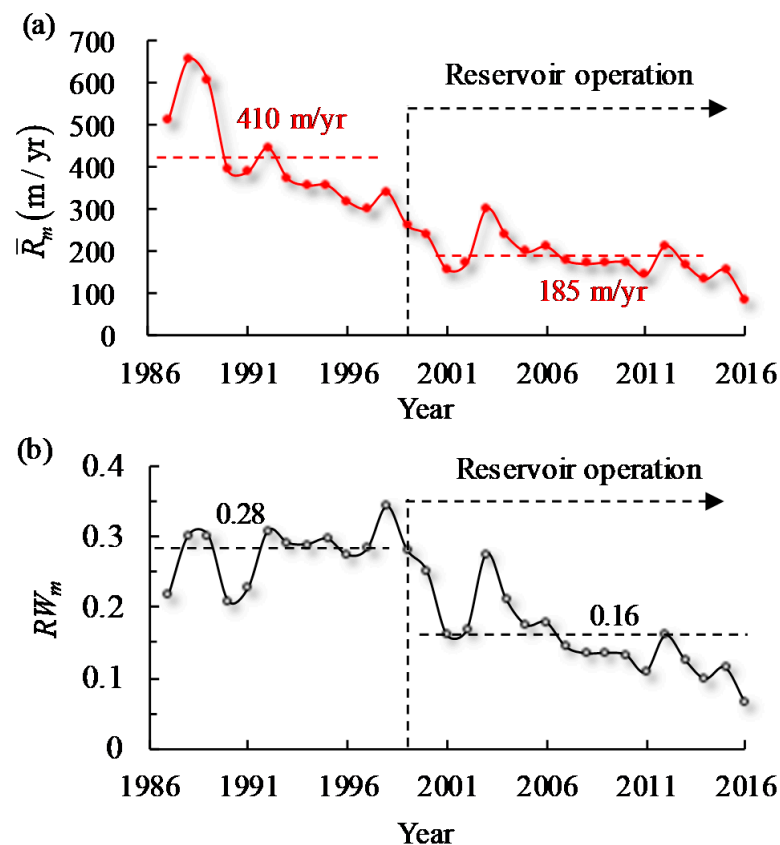 (a)
700
600
500
400
300
200
100
0
R̅m (m / yr)
Reservoir operation
410 m/yr
185 m/yr
1986 1991 1996 2001 2006 2011 2016
Year
(b)
0.4
0.3
0.2
0.1
0
RWm
Reservoir operation
0.28
0.16
1986 1991 1996 2001 2006 2011 2016
Year